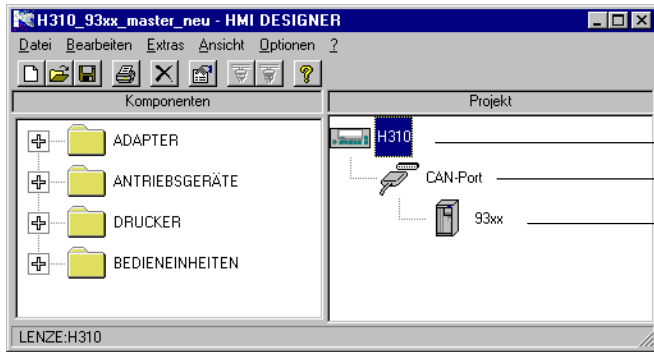 H310_93xx_master_neu - HMI DESIGNER
Datei Bearbeiten Extras Ansicht Optionen ?
Komponenten Projekt
ADAPTER
ANTRIEBSGERÄTE
DRUCKER
BEDIENEINHEITEN
H310
CAN-Port
93xx
LENZE:H310